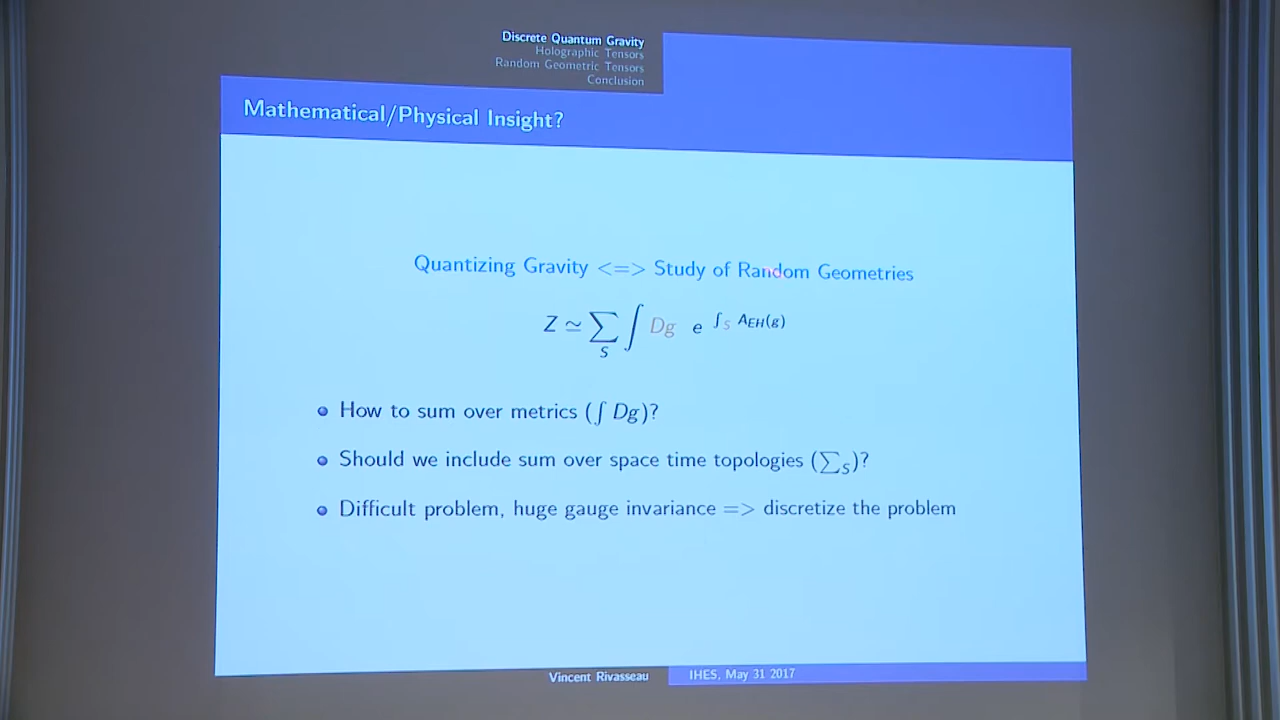 Discrete Quantum Gravity
Holographic Tensors
Random Geometric Tensors
Conclusion
Mathematical/Physical Insight?
Quantizing Gravity <=> Study of Random Geometries
Z ≃ ∑_S ∫ Dg e^{∫_S A_{EH}(g)}
How to sum over metrics (∫ Dg)?
Should we include sum over space time topologies (∑_S)?
Difficult problem, huge gauge invariance => discretize the problem
Vincent Rivasseau
IHES, May 31 2017